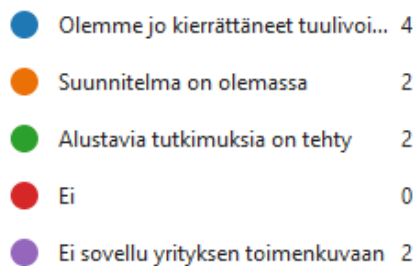 Olemme jo kierrättäneet tuulivoi... 4
Suunnitelma on olemassa 2
Alustavia tutkimuksia on tehty 2
Ei 0
Ei sovellu yrityksen toimenkuvaan 2